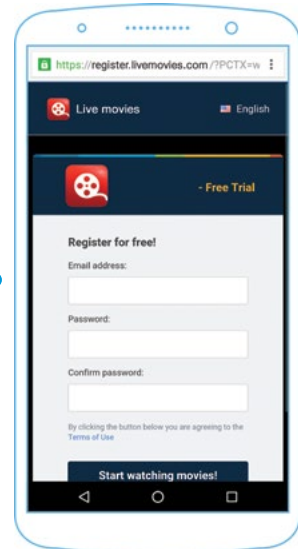 https://register.livemovies.com/?PCTX=w
Live movies
English
- Free Trial
Register for free!
Email address:
Password:
Confirm password:
By clicking the button below you are agreeing to the
Terms of Use
Start watching movies!